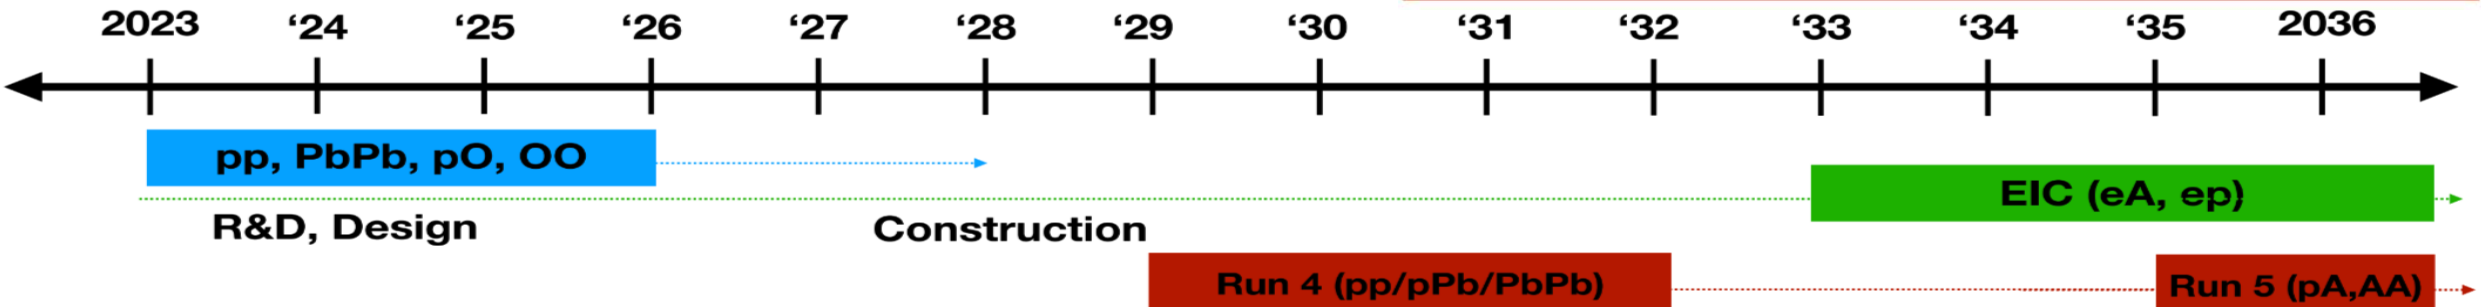 2023 ‘24 ‘25 ‘26 ‘27 ‘28 ‘29 ‘30 ‘31 ‘32 ‘33 ‘34 ‘35 2036
pp, PbPb, pO, OO
EIC (eA, ep)
R&D, Design Construction
Run 4 (pp/pPb/PbPb) Run 5 (pA,AA)